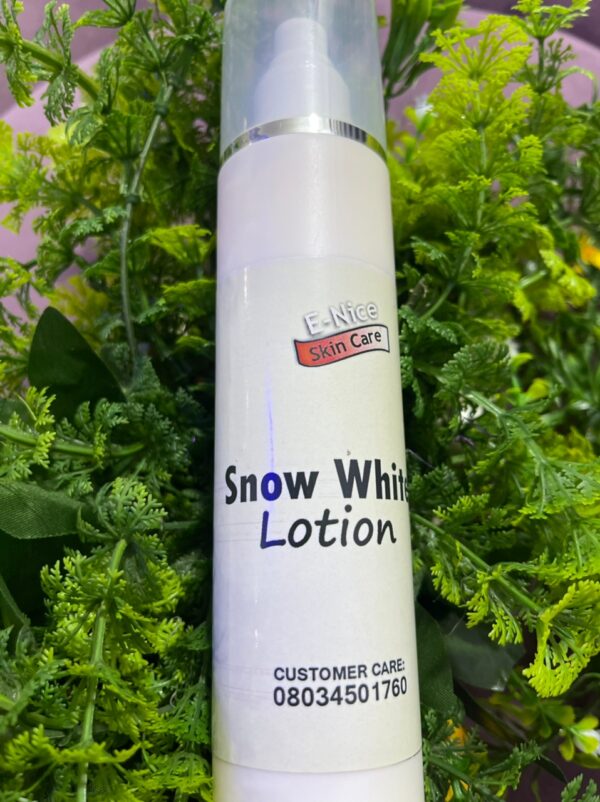 E-Nice
Skin Care
Snow White
Lotion
CUSTOMER CARE:
08034501760